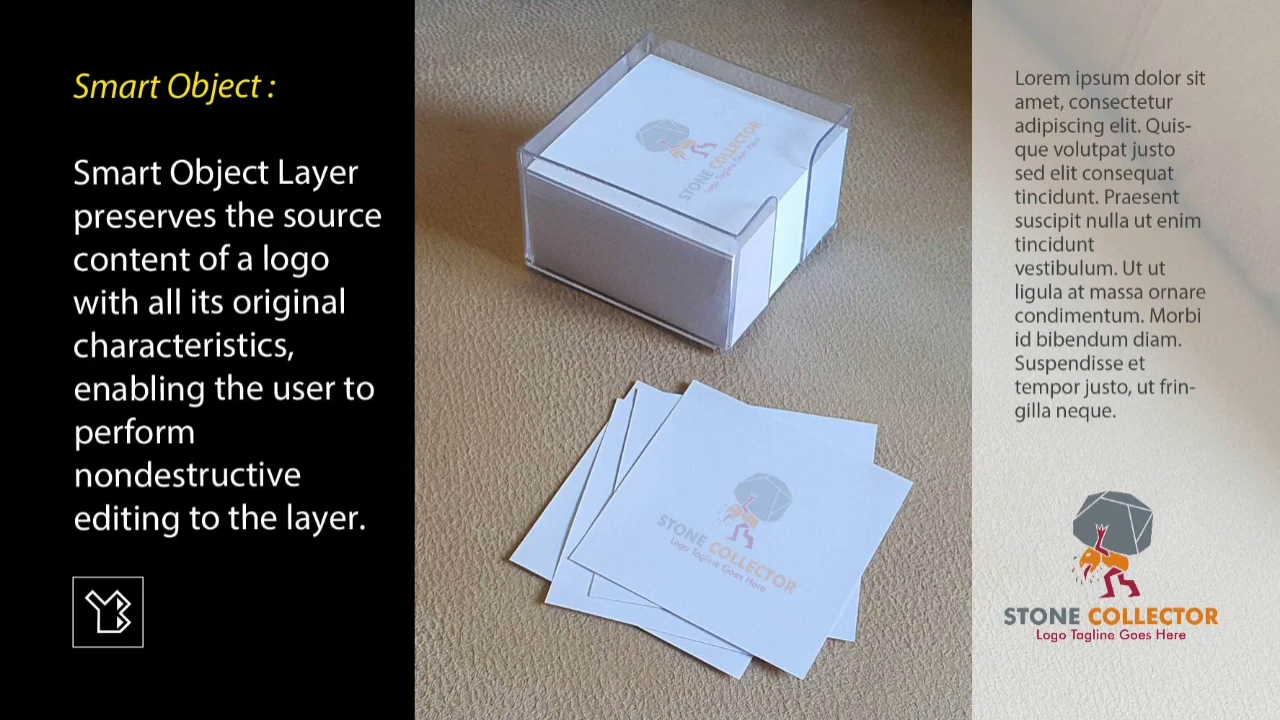 Smart Object :
Smart Object Layer
preserves the source
content of a logo
with all its original
characteristics,
enabling the user to
perform
nondestructive
editing to the layer.
YB
STONE COLLECTOR
Logo Tagline Goes Here
STONE COLLECTOR
Logo Tagline Goes Here
Lorem ipsum dolor sit
amet, consectetur
adipiscing elit. Quis-
que volutpat justo
sed elit consequat
tincidunt. Praesent
suscipit nulla ut enim
tincidunt
vestibulum. Ut ut
ligula at massa ornare
condimentum. Morbi
id bibendum diam.
Suspendisse et
tempor justo, ut frin-
gilla neque.
STONE COLLECTOR
Logo Tagline Goes Here